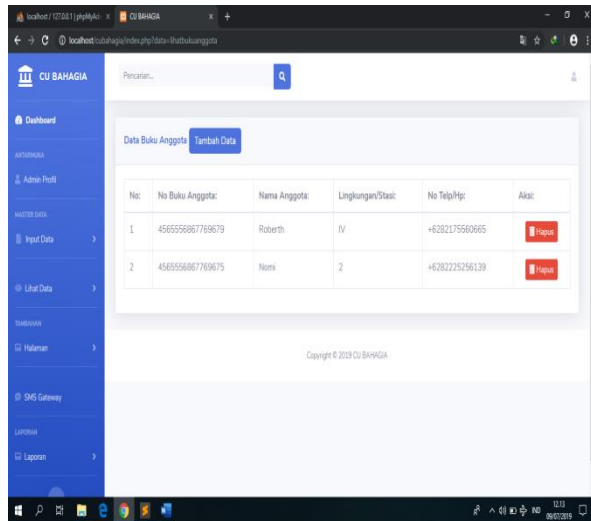 localhost / 127.0.0.1 | phpMyAd
CU BAHAGIA
localhost/cubahagia/index.php?data=lihatbukuanggota
CU BAHAGIA
Pencarian...
Dashboard
Data Buku Anggota Tambah Data
ANTARMUKA
Admin Profil
No: No Buku Anggota: Nama Anggota: Lingkungan/Stasi: No Telp/Hp: Aksi:
1 4565556867769679 Roberth IV +6282175560665 Hapus
2 4565556867769675 Nomi 2 +6282225256139 Hapus
MASTER DATA
Input Data
Lihat Data
TAMBAHAN
Halaman
Copyright © 2019 CU BAHAGIA
SMS Gateway
LAPORAN
Laporan
IND
12.13
09/07/2019